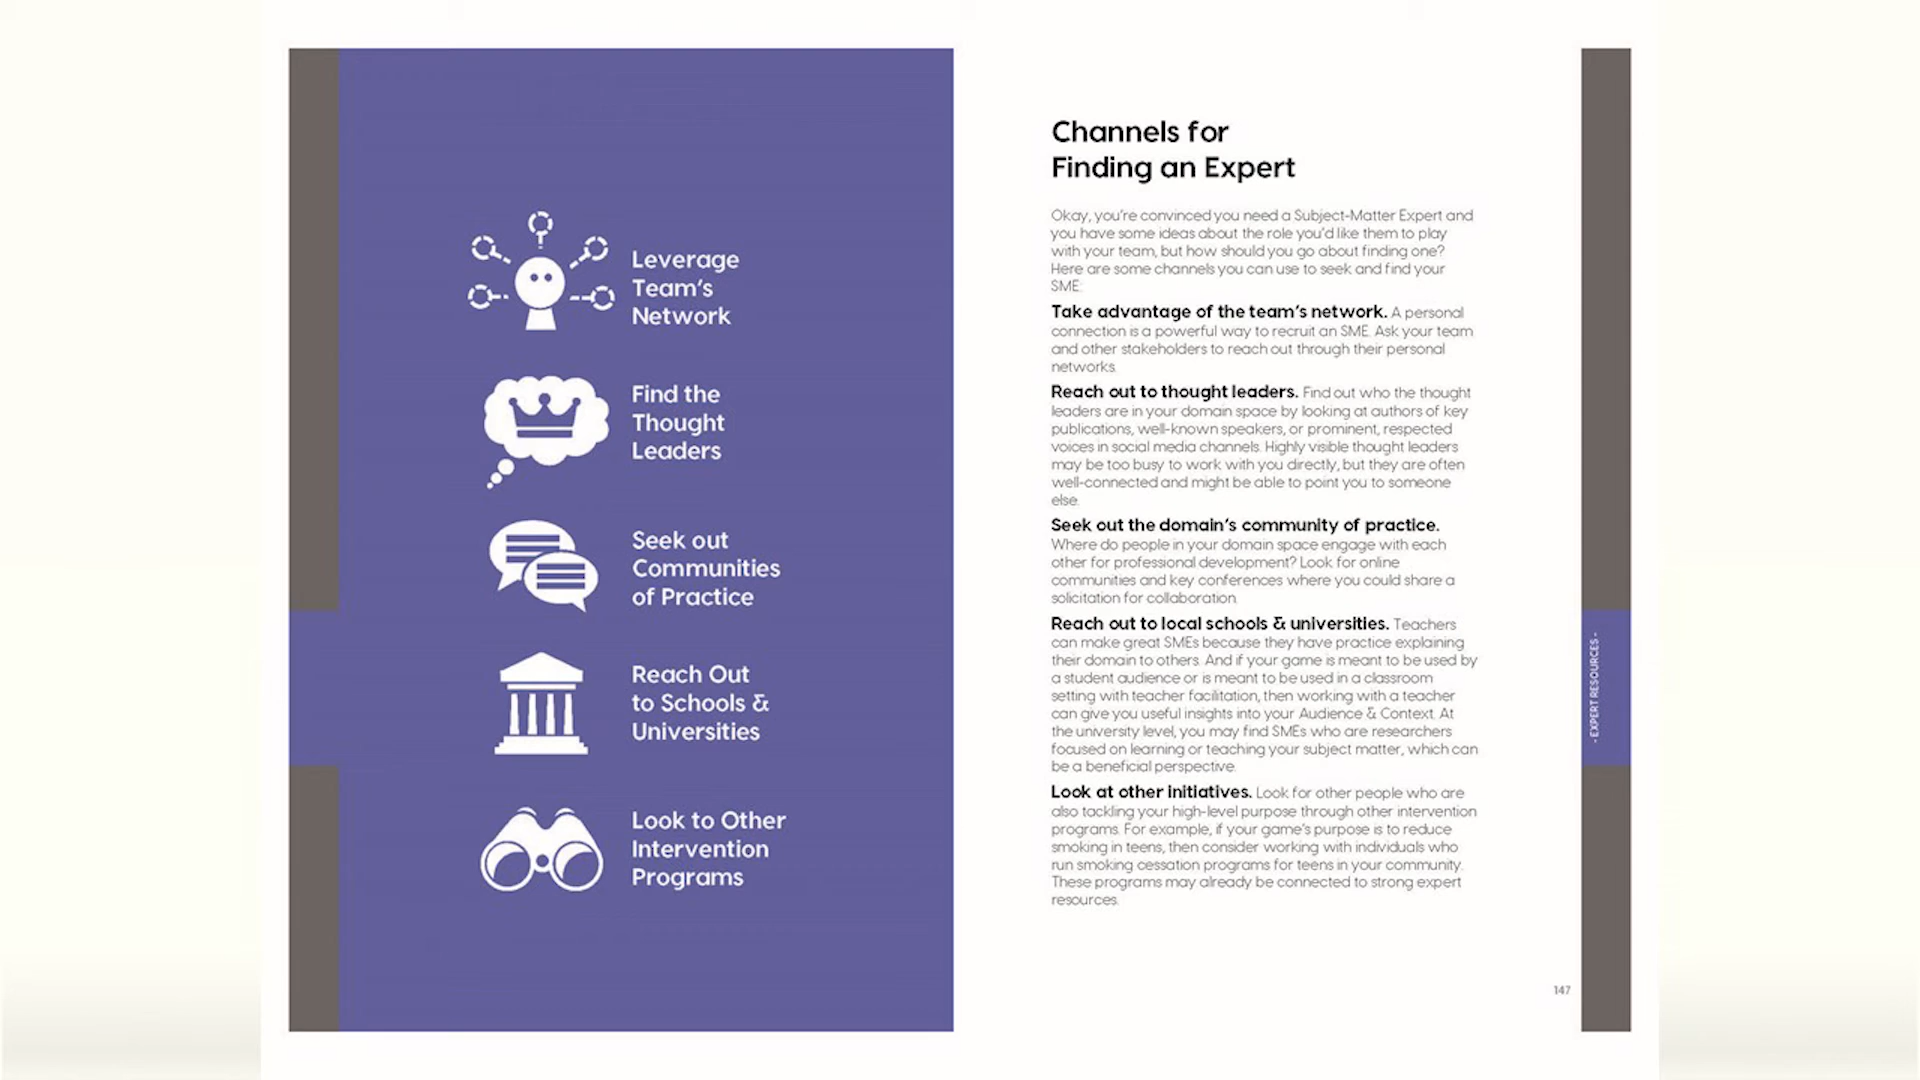 Leverage
Team's
Network
Find the
Thought
Leaders
Seek out
Communities
of Practice
Reach Out
to Schools &
Universities
Look to Other
Intervention
Programs
Channels for
Finding an Expert
Okay, you're convinced you need a Subject-Matter Expert and
you have some ideas about the role you'd like them to play
with your team, but how should you go about finding one?
Here are some channels you can use to seek and find your
SME:
Take advantage of the team's network. A personal
connection is a powerful way to recruit an SME. Ask your team
and other stakeholders to reach out through their personal
networks.
Reach out to thought leaders. Find out who the thought
leaders are in your domain space by looking at authors of key
publications, well-known speakers, or prominent, respected
voices in social media channels. Highly visible thought leaders
may be too busy to work with you directly, but they are often
well-connected and might be able to point you to someone
else.
Seek out the domain's community of practice.
Where do people in your domain space engage with each
other for professional development? Look for online
communities and key conferences where you could share a
solicitation for collaboration.
Reach out to local schools & universities. Teachers
can make great SMEs because they have practice explaining
their domain to others. And if your game is meant to be used by
a student audience or is meant to be used in a classroom
setting with teacher facilitation, then working with a teacher
can give you useful insights into your Audience & Context. At
the university level, you may find SMEs who are researchers
focused on learning or teaching your subject matter, which can
be a beneficial perspective.
Look at other initiatives. Look for other people who are
also tackling your high-level purpose through other intervention
programs. For example, if your game's purpose is to reduce
smoking in teens, then consider working with individuals who
run smoking cessation programs for teens in your community.
These programs may already be connected to strong expert
resources.
- EXPERT RESOURCES -
147